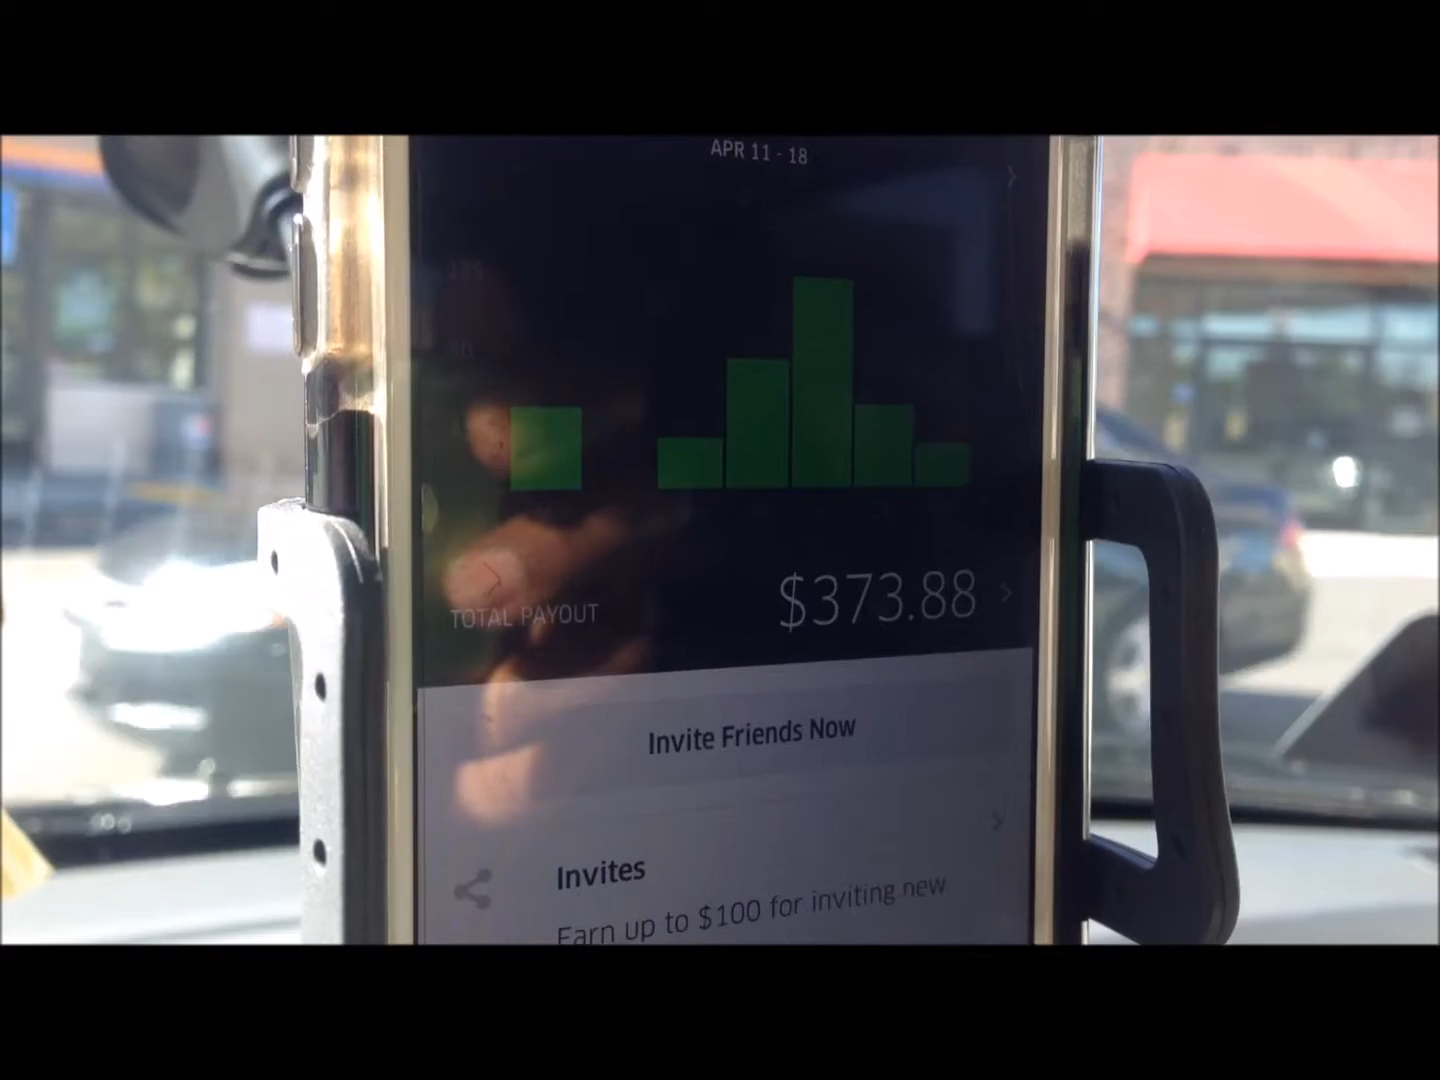 APR 11 - 18
TOTAL PAYOUT
$373.88
Invite Friends Now
Invites
Earn up to $100 for inviting new